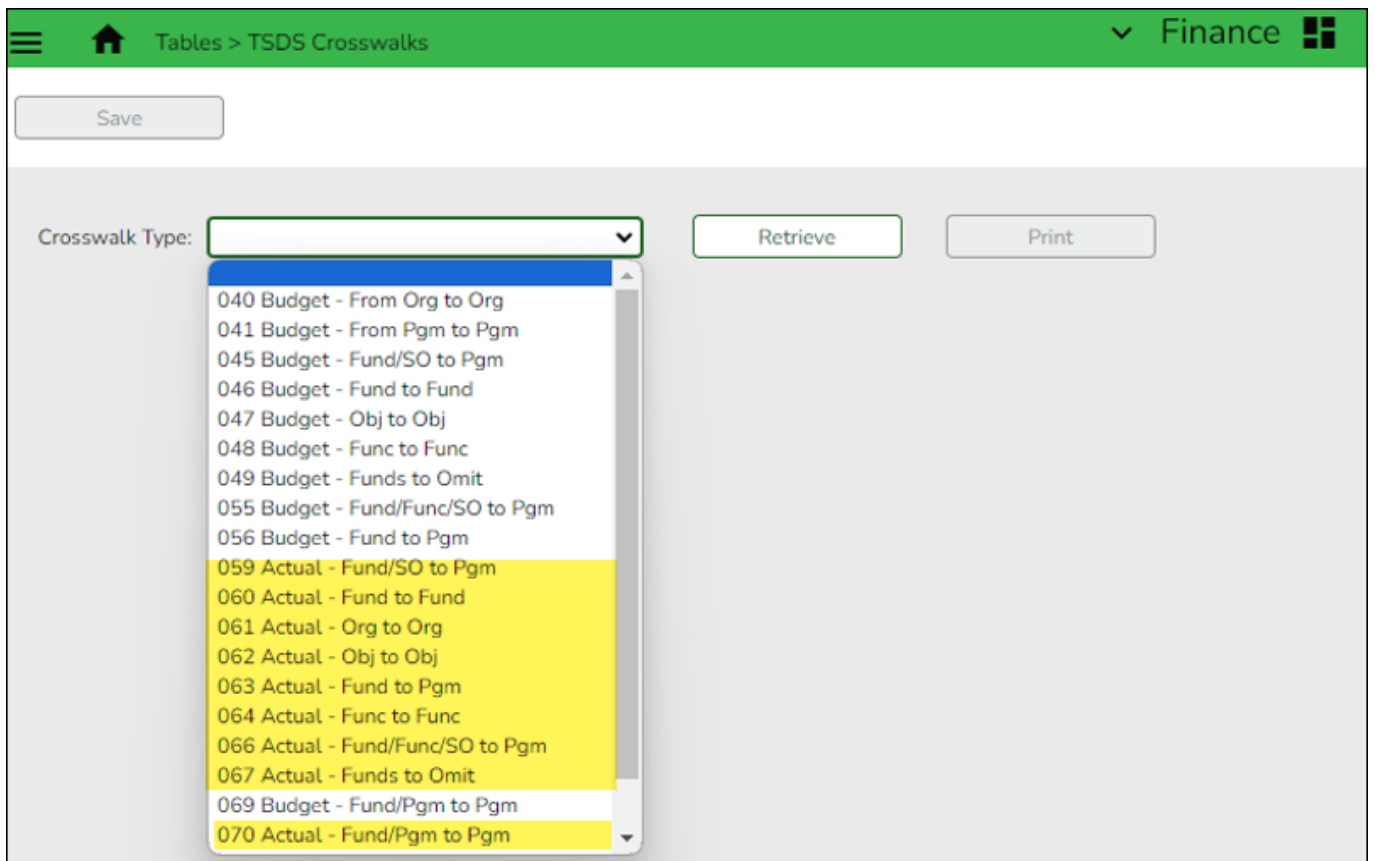 Tables > TSDS Crosswalks
Finance
Save
Crosswalk Type:
Retrieve
Print
040 Budget - From Org to Org
041 Budget - From Pgm to Pgm
045 Budget - Fund/SO to Pgm
046 Budget - Fund to Fund
047 Budget - Obj to Obj
048 Budget - Func to Func
049 Budget - Funds to Omit
055 Budget - Fund/Func/SO to Pgm
056 Budget - Fund to Pgm
059 Actual - Fund/SO to Pgm
060 Actual - Fund to Fund
061 Actual - Org to Org
062 Actual - Obj to Obj
063 Actual - Fund to Pgm
064 Actual - Func to Func
066 Actual - Fund/Func/SO to Pgm
067 Actual - Funds to Omit
069 Budget - Fund/Pgm to Pgm
070 Actual - Fund/Pgm to Pgm